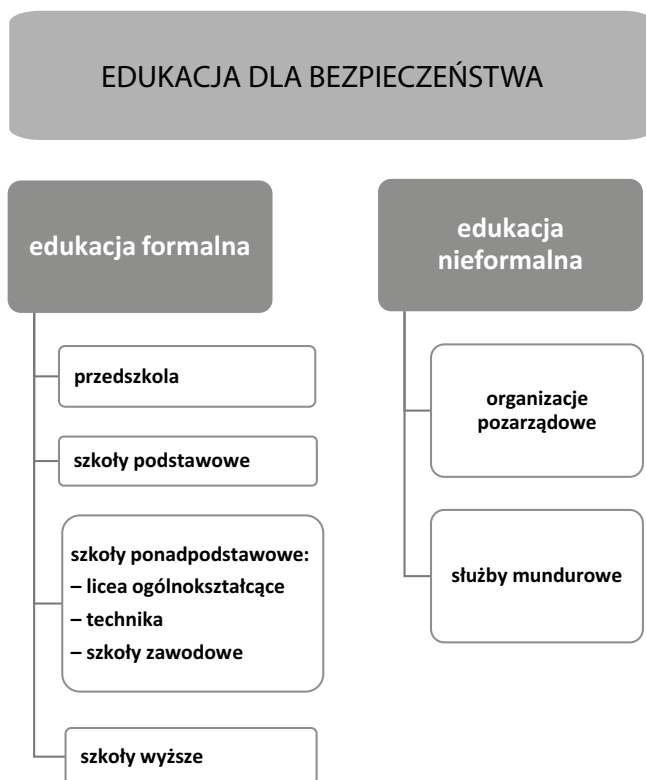 EDUKACJA DLA BEZPIECZEŃSTWA
edukacja formalna
przedszkola
szkoły podstawowe
szkoły ponadpodstawowe:
– licea ogólnokształcące
– technika
– szkoły zawodowe
szkoły wyższe
edukacja
nieformalna
organizacje
pozarządowe
służby mundurowe